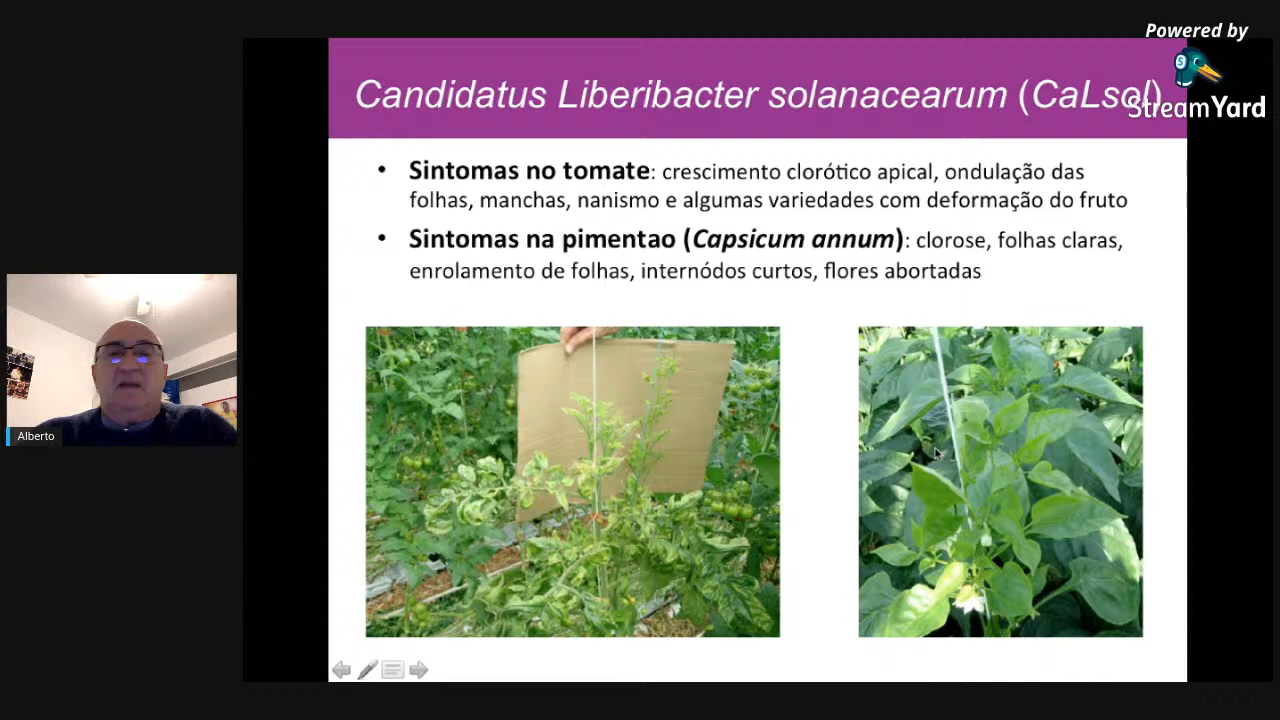 Powered by
StreamYard
Candidatus Liberibacter solanacearum (CaLsol)
• Sintomas no tomate: crescimento clorótico apical, ondulação das
folhas, manchas, nanismo e algumas variedades com deformação do fruto
• Sintomas na pimentao (Capsicum annum): clorose, folhas claras,
enrolamento de folhas, internódos curtos, flores abortadas
Alberto